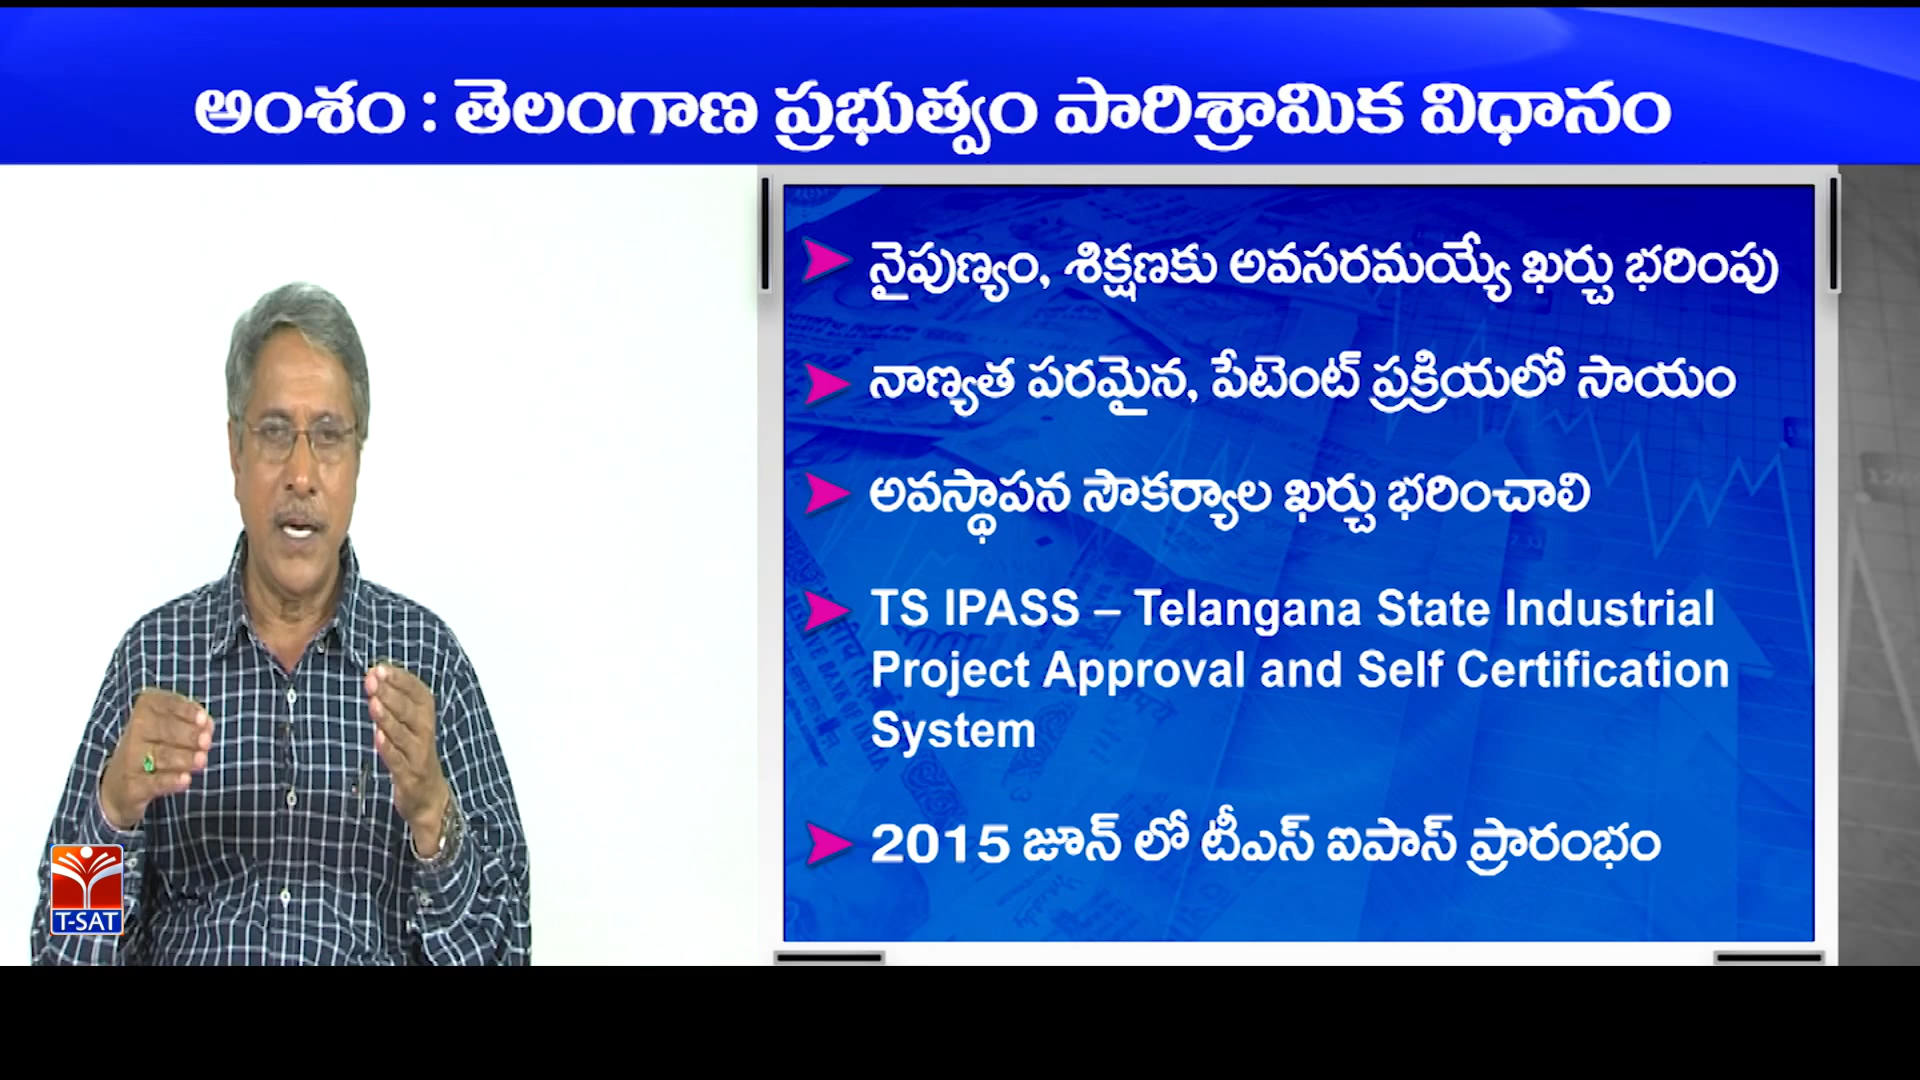 అంశం : తెలంగాణ ప్రభుత్వం పారిశ్రామిక విధానం
నైపుణ్యం, శిక్షణకు అవసరమయ్యే ఖర్చు భరింపు
నాణ్యత పరమైన, పేటెంట్ ప్రక్రియలో సాయం
అవస్థాపన సౌకర్యాల ఖర్చు భరించాలి
TS IPASS – Telangana State Industrial
Project Approval and Self Certification
System
2015 జూన్ లో టీఎస్ ఐపాస్ ప్రారంభం
T-SAT